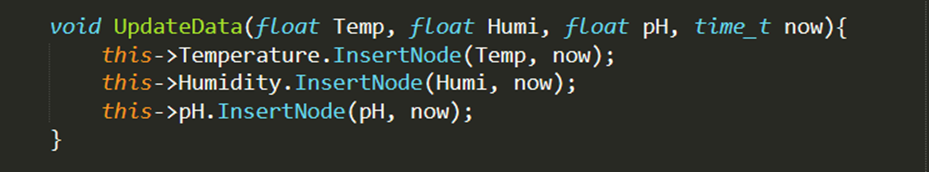 void UpdateData(float Temp, float Humi, float pH, time_t now){
    this->Temperature.InsertNode(Temp, now);
    this->Humidity.InsertNode(Humi, now);
    this->pH.InsertNode(pH, now);
}